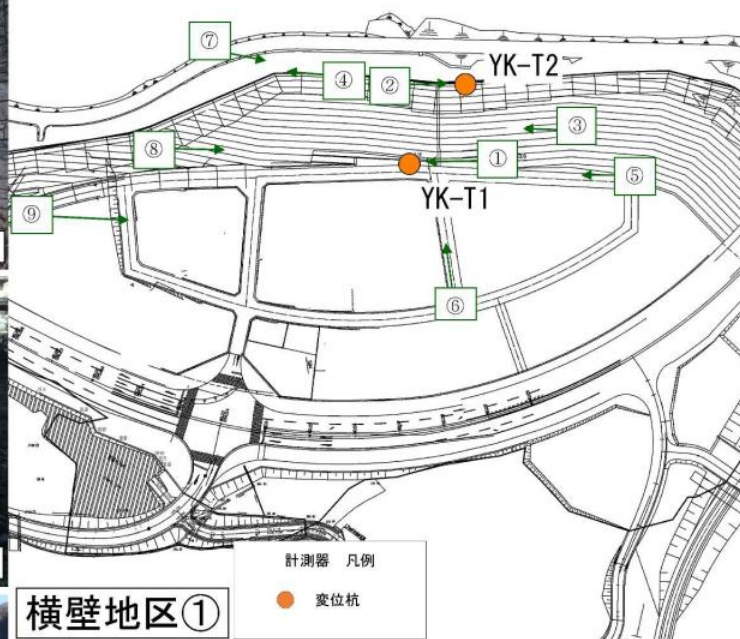 ⑦
YK-T2
④
②
③
⑧
①
⑤
YK-T1
⑨
⑥
計測器 凡例
変位杭
横壁地区①